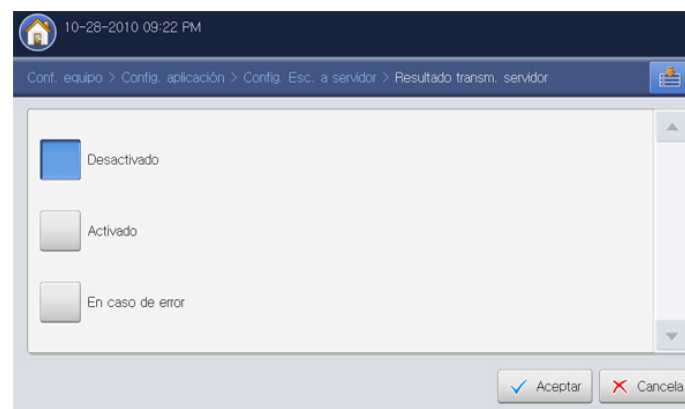 10-28-2010 09:22 PM
Conf. equipo > Config. aplicación > Config. Esc. a servidor > Resultado transm. servidor
Desactivado
Activado
En caso de error
Aceptar
Cancela